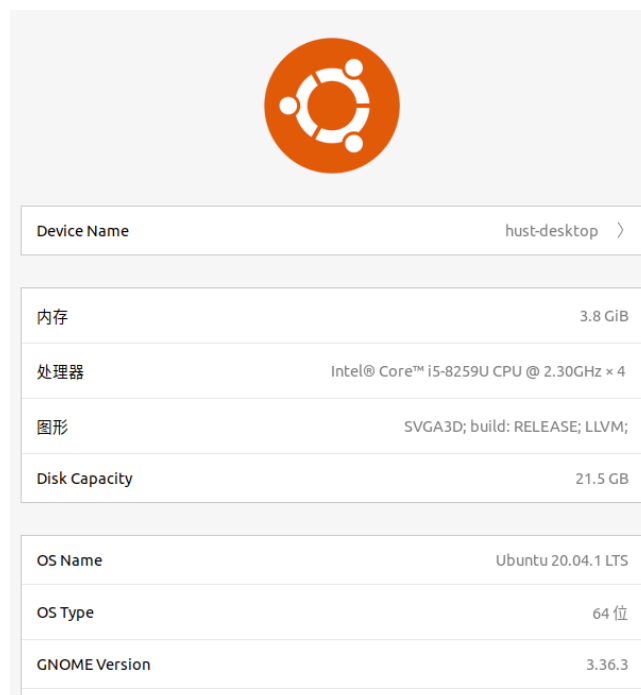 Device Name hust-desktop 〉
内存 3.8 GiB
处理器 Intel® Core™ i5-8259U CPU @ 2.30GHz × 4
图形 SVGA3D; build: RELEASE; LLVM;
Disk Capacity 21.5 GB
OS Name Ubuntu 20.04.1 LTS
OS Type 64 位
GNOME Version 3.36.3